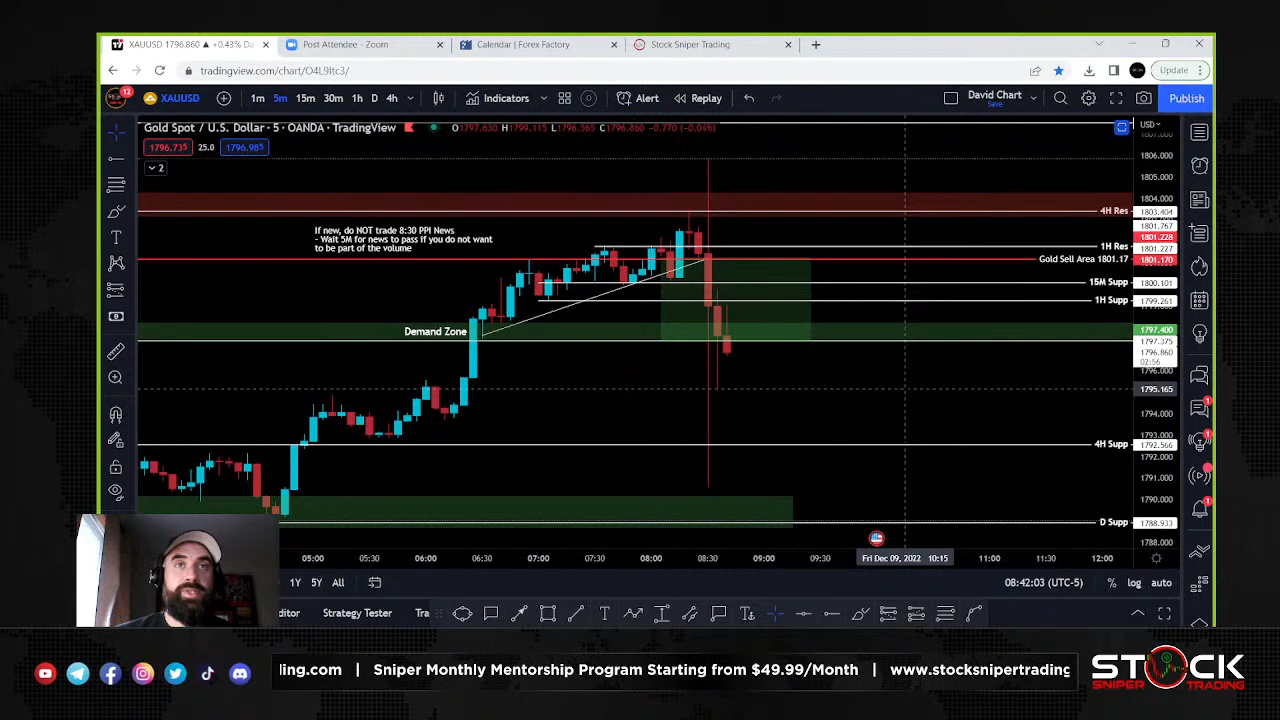 XAUUSD 1796.860 ▲ +0.43% Da
Post Attendee - Zoom
Calendar | Forex Factory
Stock Sniper Trading
tradingview.com/chart/O4L9Itc3/
Update
12
XAUUSD
1m 5m 15m 30m 1h D 4h
Indicators
Alert
Replay
David Chart
Save
Publish
Gold Spot / U.S. Dollar · 5 · OANDA · TradingView
O1797.630 H1799.115 L1796.565 C1796.860 -0.770 (-0.04%)
USD
1796.735 25.0 1796.985
2
1807.000
1806.000
1805.000
1804.000
4H Res 1803.404
If new, do NOT trade 8:30 PPI News
- Wait 5M for news to pass if you do not want
to be part of the volume
1801.767
1801.228
1H Res 1801.227
Gold Sell Area 1801.17 1801.170
15M Supp 1800.101
1H Supp 1799.261
Demand Zone
1797.400
1797.375
1796.860
02:56
1796.000
1795.165
1794.000
1793.000
4H Supp 1792.566
1792.000
1791.000
1790.000
D Supp 1788.933
1788.000
05:00 05:30 06:00 06:30 07:00 07:30 08:00 08:30 09:00 09:30 Fri Dec 09, 2022 10:15 11:00 11:30 12:00
1Y 5Y All
08:42:03 (UTC-5) % log auto
ditor Strategy Tester Tra
ding.com | Sniper Monthly Mentorship Program Starting from $49.99/Month | www.stocksnipertrading
STOCK
SNIPER TRADING